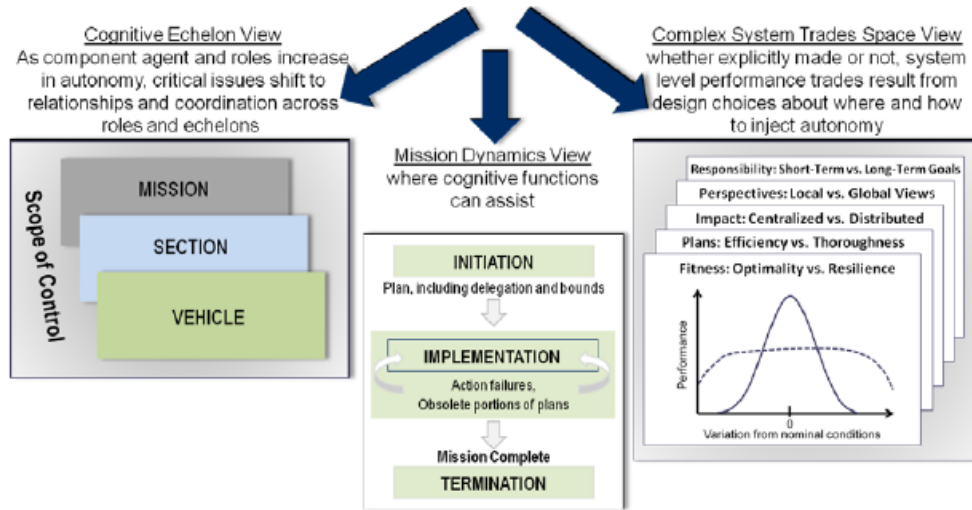 Cognitive Echelon View
As component agent and roles increase
in autonomy, critical issues shift to
relationships and coordination across
roles and echelons
Scope of Control
MISSION
SECTION
VEHICLE
Mission Dynamics View
where cognitive functions
can assist
INITIATION
Plan, including delegation and bounds
IMPLEMENTATION
Action failures,
Obsolete portions of plans
Mission Complete
TERMINATION
Complex System Trades Space View
whether explicitly made or not, system
level performance trades result from
design choices about where and how
to inject autonomy
Responsibility: Short-Term vs. Long-Term Goals
Perspectives: Local vs. Global Views
Impact: Centralized vs. Distributed
Plans: Efficiency vs. Thoroughness
Fitness: Optimality vs. Resilience
Performance
0
Variation from nominal conditions